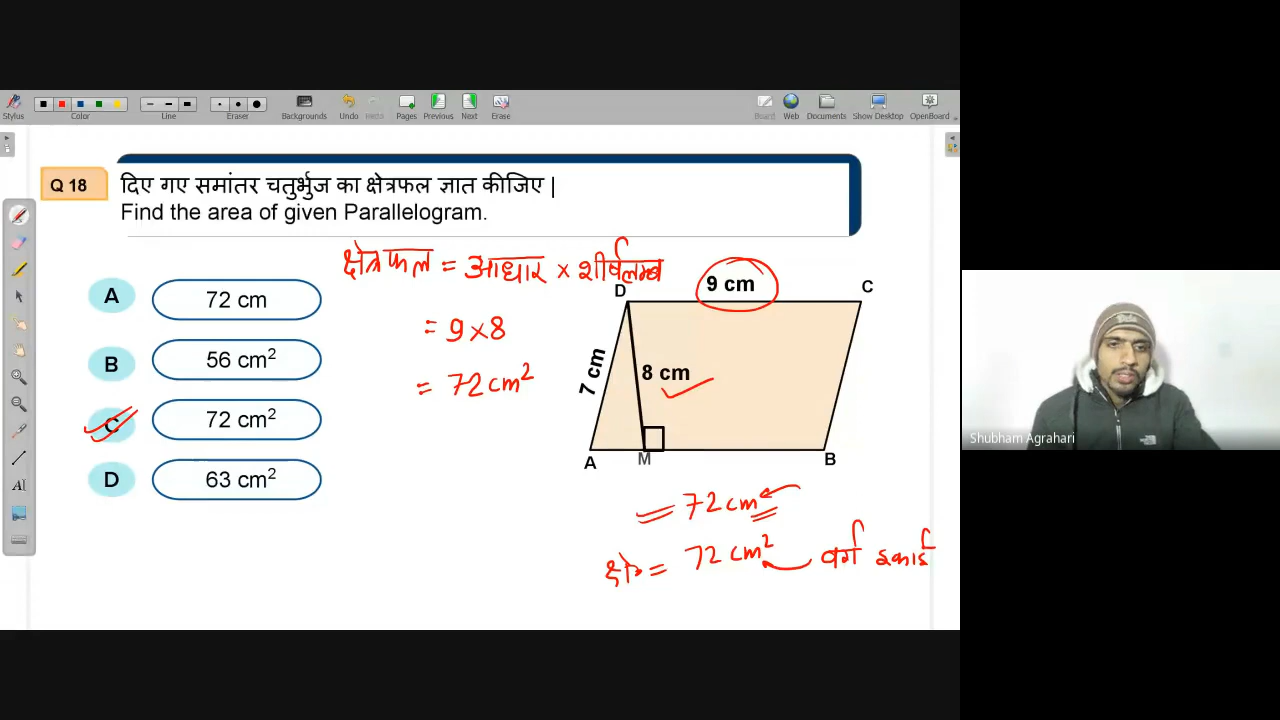 Stylus
Color
Line
Eraser
Backgrounds
Undo
Redo
Pages
Previous
Next
Erase
Board
Web
Documents
Show Desktop
OpenBoard
Q 18
दिए गए समांतर चतुर्भुज का क्षेत्रफल ज्ञात कीजिए |
Find the area of given Parallelogram.
क्षेत्रफल = आधार × शीर्षलम्ब
= 9 × 8
= 72 cm²
A 72 cm
B 56 cm²
C 72 cm²
D 63 cm²
D 9 cm C
7 cm
8 cm
A M B
= 72 cm
क्षे० = 72 cm² वर्ग इकाई
Shubham Agrahari